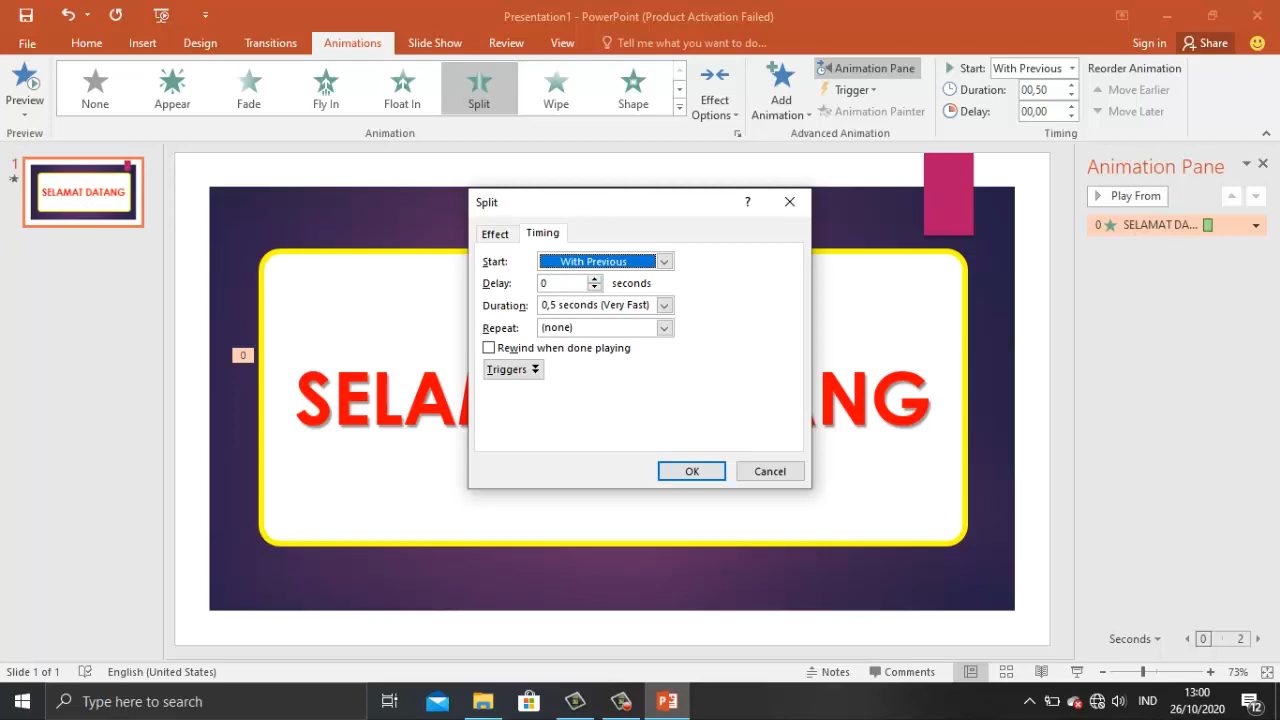 Presentation1 - PowerPoint (Product Activation Failed)
File Home Insert Design Transitions Animations Slide Show Review View Tell me what you want to do... Sign in Share
Preview
None Appear Fade Fly In Float In Split Wipe Shape
Effect Options
Add Animation
Animation Pane
Trigger
Animation Painter
Start: With Previous
Duration: 00,50
Delay: 00,00
Reorder Animation
Move Earlier
Move Later
Preview Animation Advanced Animation Timing
1
SELAMAT DATANG
0
SELAM
ANG
Split
?
Effect Timing
Start: With Previous
Delay: 0 seconds
Duration: 0,5 seconds (Very Fast)
Repeat: (none)
Rewind when done playing
Triggers
OK Cancel
Animation Pane
Play From
0 SELAMAT DA...
Seconds 0 2
Slide 1 of 1 English (United States) Notes Comments 73%
Type here to search
IND
13:00
26/10/2020
12